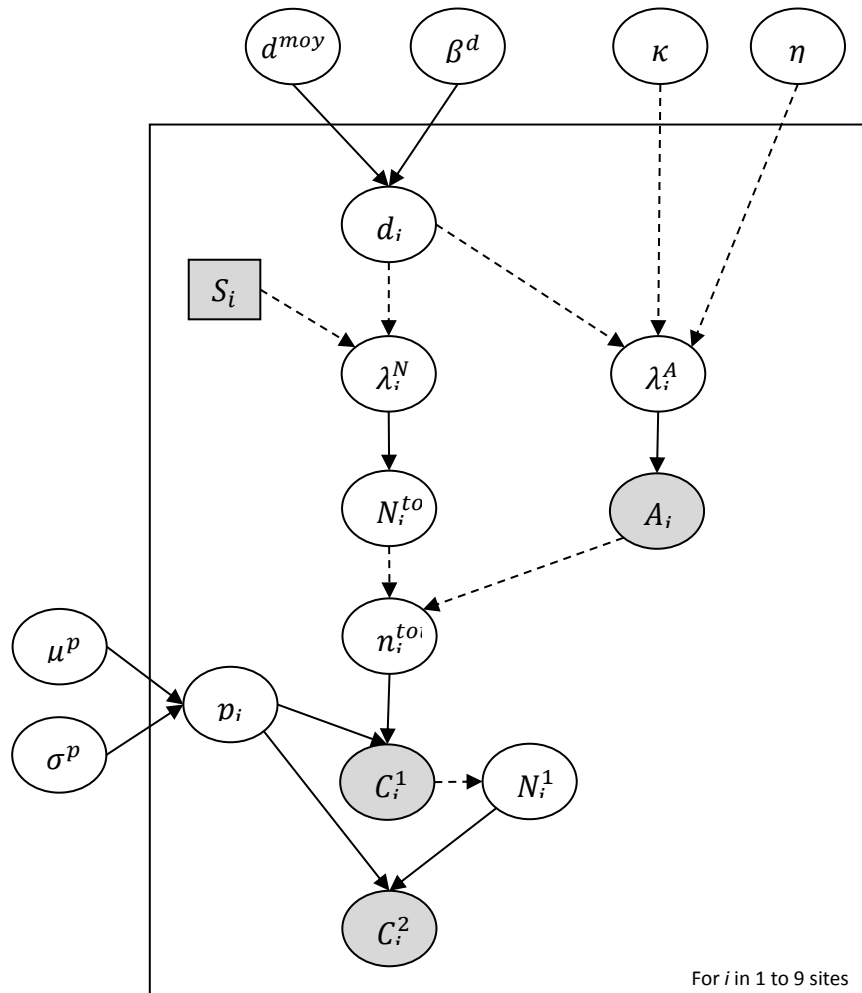 d^{moy} β^d κ η
d_i
S_i
λ_i^N λ_i^A
N_i^{to} A_i
n_i^{to}
μ^p
p_i
σ^p C_i^1 N_i^1
C_i^2
For i in 1 to 9 sites